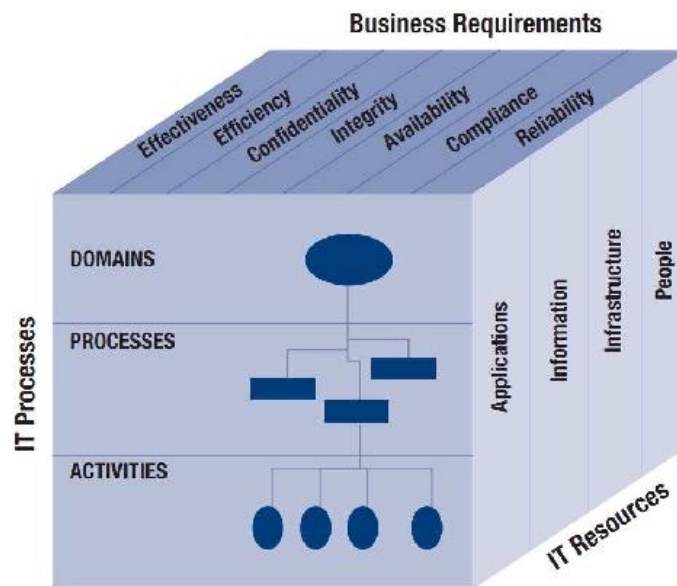 Business Requirements
Effectiveness
Efficiency
Confidentiality
Integrity
Availability
Compliance
Reliability
IT Processes
DOMAINS
PROCESSES
ACTIVITIES
Applications
Information
Infrastructure
People
IT Resources